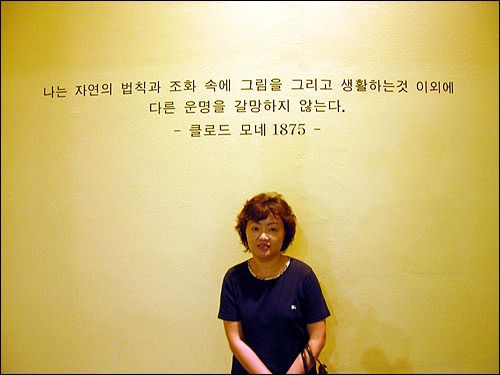 나는 자연의 법칙과 조화 속에 그림을 그리고 생활하는것 이외에
다른 운명을 갈망하지 않는다.
- 클로드 모네 1875 -